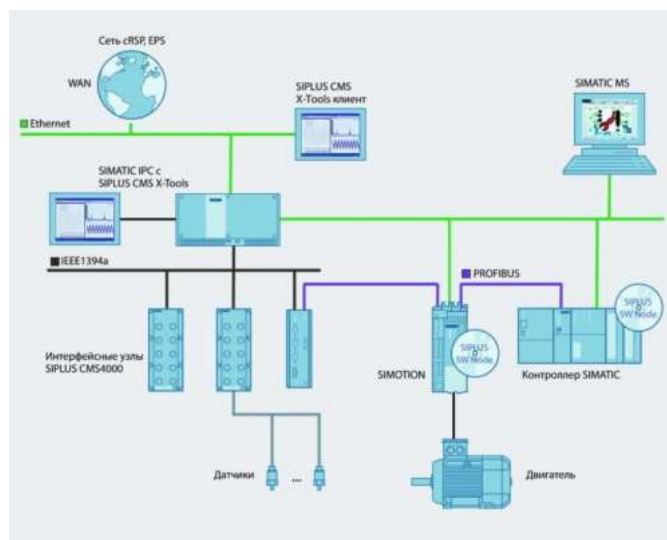 Сеть cRSP, EPS
WAN
SIPLUS CMS
X-Tools клиент
SIMATIC MS
Ethernet
SIMATIC IPC с
SIPLUS CMS X-Tools
IEEE1394a
PROFIBUS
SIPLUS
SW Node
SIPLUS
SW Node
Интерфейсные узлы
SIPLUS CMS4000
SIMOTION
Контроллер SIMATIC
Датчики
...
Двигатель